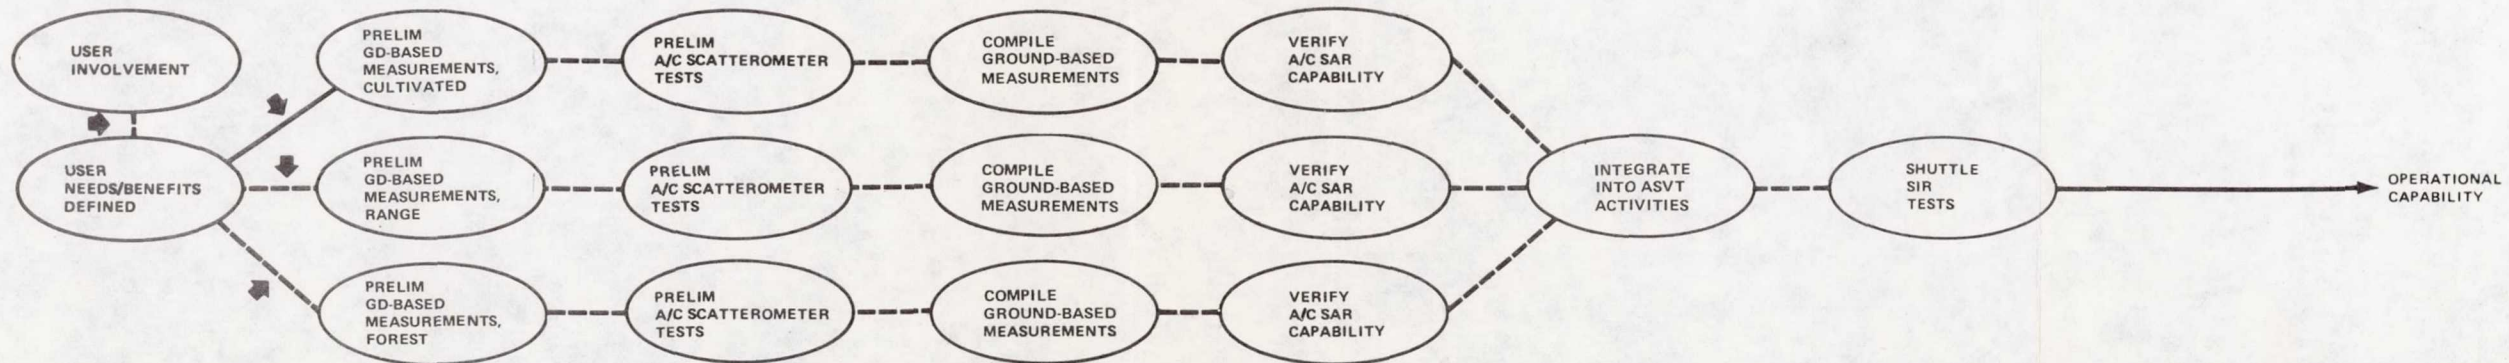 USER
INVOLVEMENT
PRELIM
GD-BASED
MEASUREMENTS,
CULTIVATED
PRELIM
A/C SCATTEROMETER
TESTS
COMPILE
GROUND-BASED
MEASUREMENTS
VERIFY
A/C SAR
CAPABILITY
USER
NEEDS/BENEFITS
DEFINED
PRELIM
GD-BASED
MEASUREMENTS,
RANGE
PRELIM
A/C SCATTEROMETER
TESTS
COMPILE
GROUND-BASED
MEASUREMENTS
VERIFY
A/C SAR
CAPABILITY
INTEGRATE
INTO ASVT
ACTIVITIES
SHUTTLE
SIR
TESTS
OPERATIONAL
CAPABILITY
PRELIM
GD-BASED
MEASUREMENTS,
FOREST
PRELIM
A/C SCATTEROMETER
TESTS
COMPILE
GROUND-BASED
MEASUREMENTS
VERIFY
A/C SAR
CAPABILITY